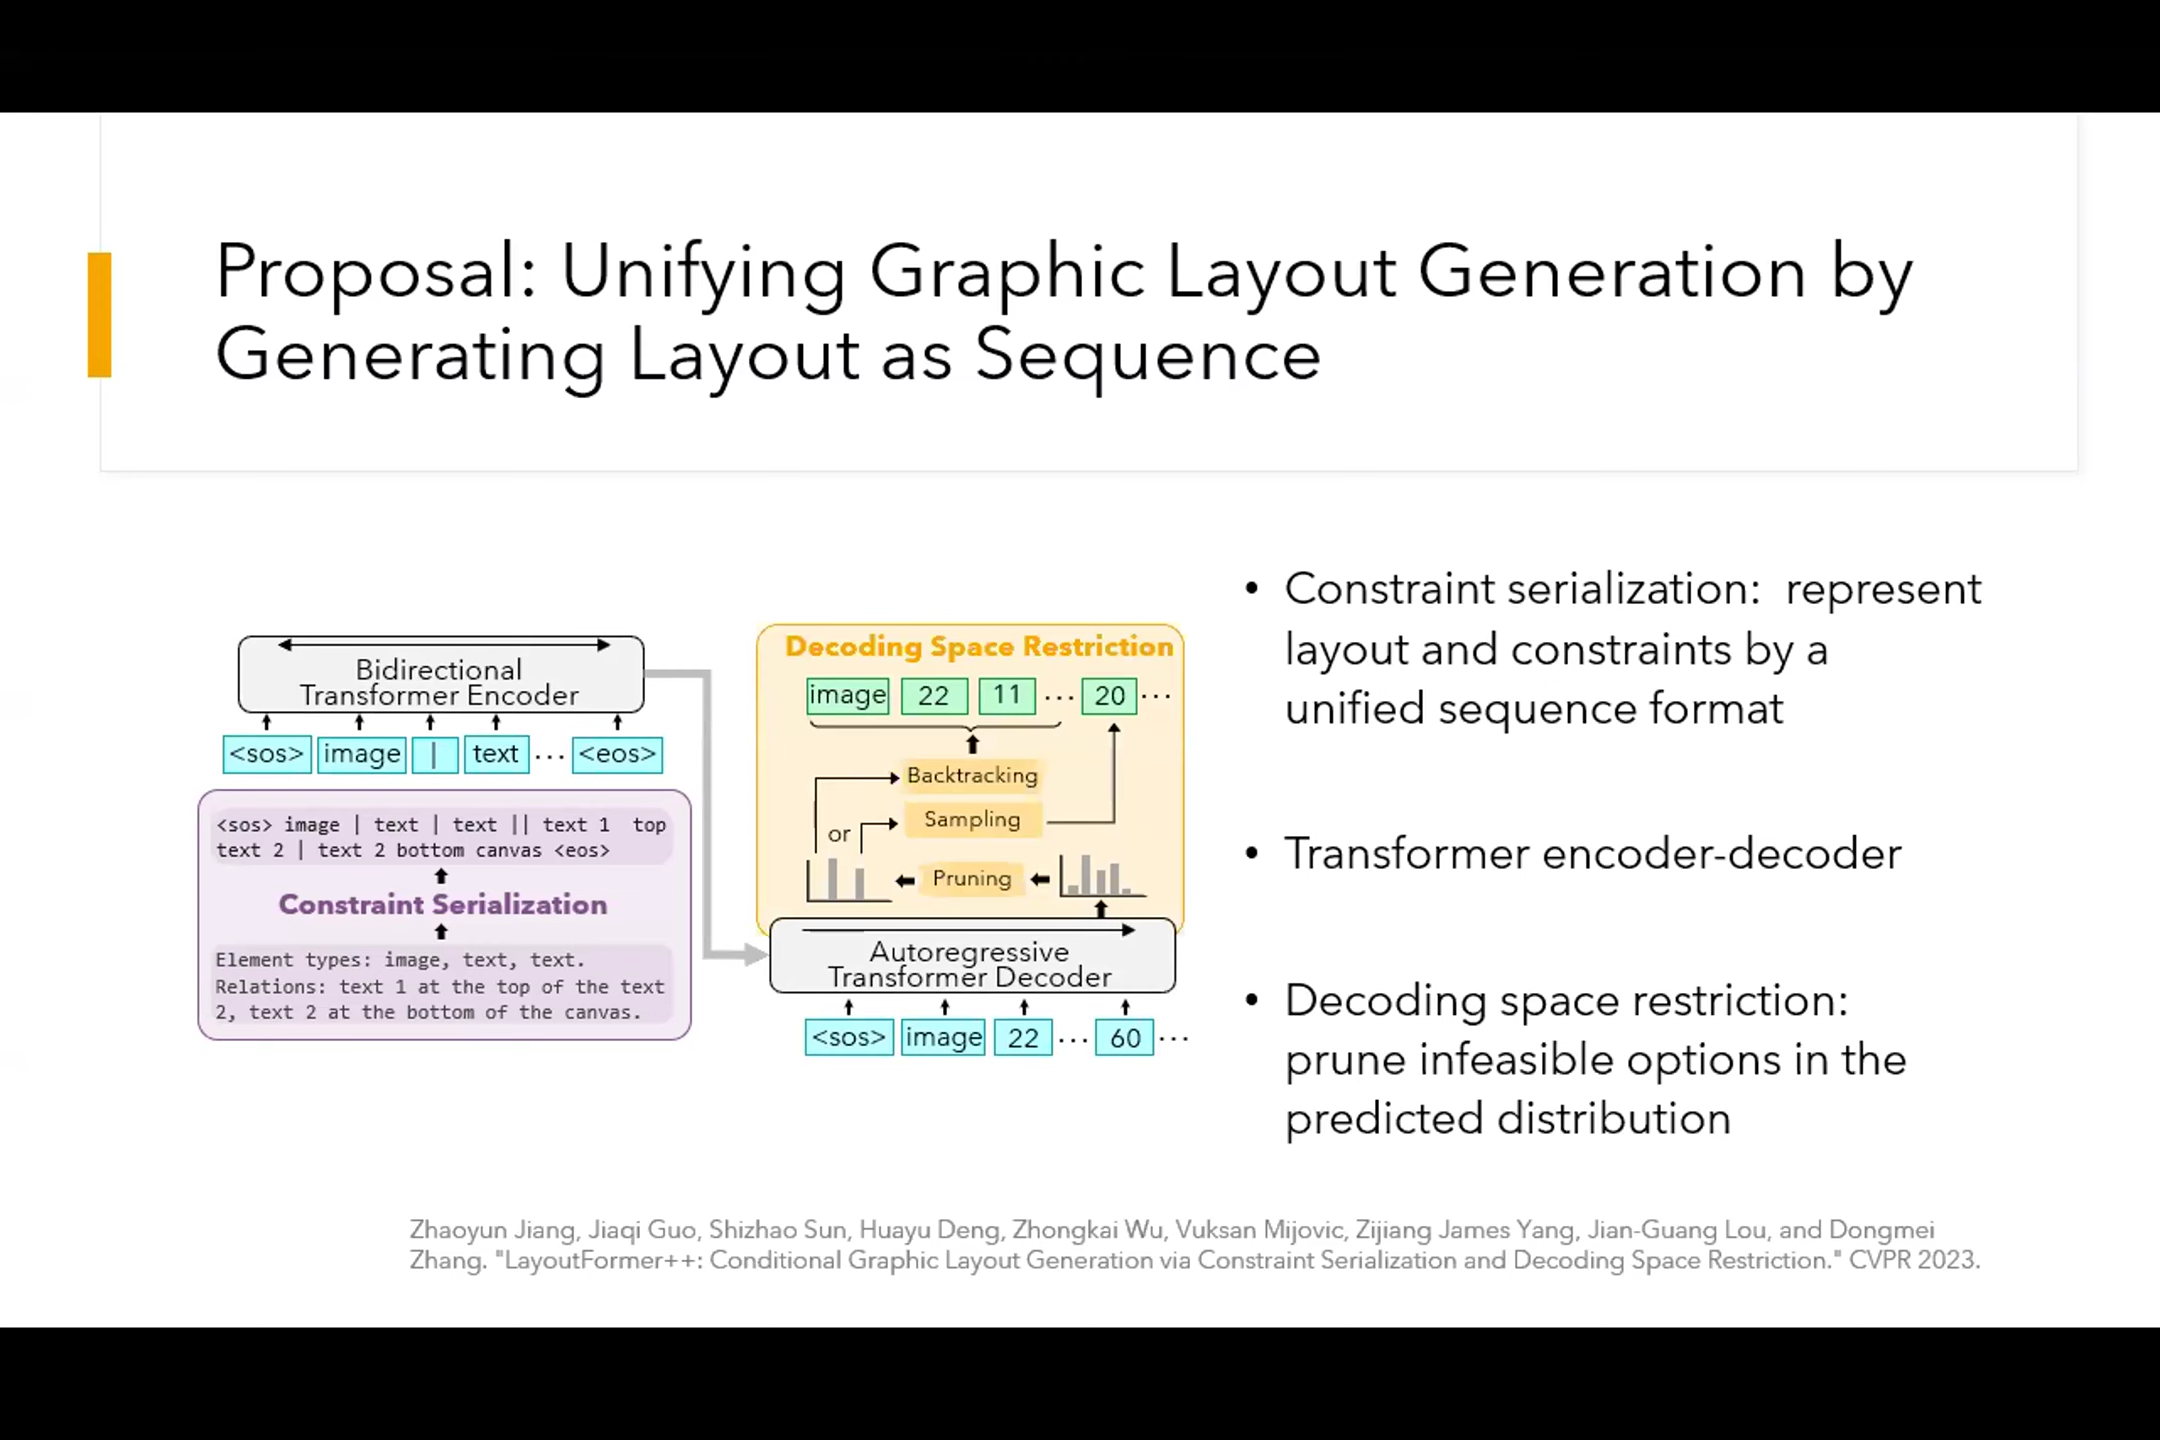 Proposal: Unifying Graphic Layout Generation by
Generating Layout as Sequence
Bidirectional
Transformer Encoder
<sos> image | text ... <eos>
<sos> image | text | text || text 1 top
text 2 | text 2 bottom canvas <eos>
Constraint Serialization
Element types: image, text, text.
Relations: text 1 at the top of the text
2, text 2 at the bottom of the canvas.
Decoding Space Restriction
image 22 11 ... 20 ...
Backtracking
or
Sampling
Pruning
Autoregressive
Transformer Decoder
<sos> image 22 ... 60 ...
• Constraint serialization: represent
layout and constraints by a
unified sequence format
• Transformer encoder-decoder
• Decoding space restriction:
prune infeasible options in the
predicted distribution
Zhaoyun Jiang, Jiaqi Guo, Shizhao Sun, Huayu Deng, Zhongkai Wu, Vuksan Mijovic, Zijiang James Yang, Jian-Guang Lou, and Dongmei
Zhang. "LayoutFormer++: Conditional Graphic Layout Generation via Constraint Serialization and Decoding Space Restriction." CVPR 2023.